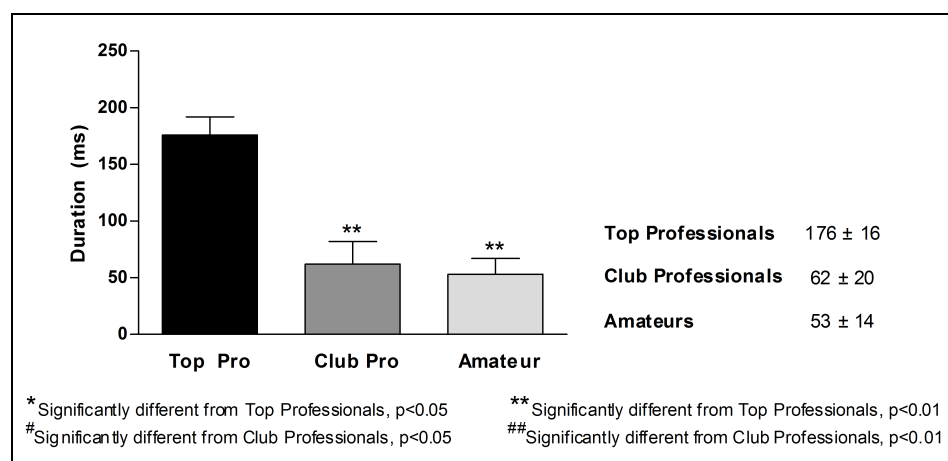 250
200
150
100
50
0
Duration (ms)
**
**
Top Pro
Club Pro
Amateur
Top Professionals 176 ± 16
Club Professionals 62 ± 20
Amateurs 53 ± 14
*Significantly different from Top Professionals, p<0.05
**Significantly different from Top Professionals, p<0.01
#Significantly different from Club Professionals, p<0.05
##Significantly different from Club Professionals, p<0.01